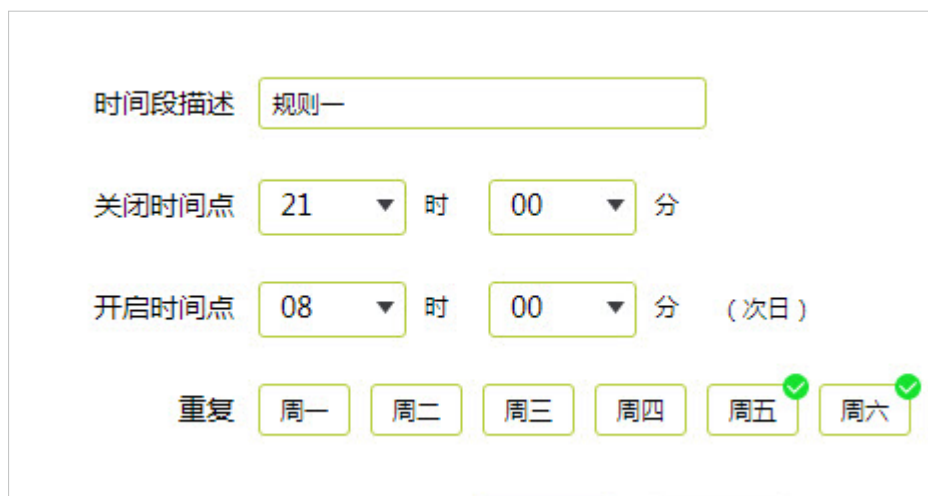 时间段描述 规则一
关闭时间点 21 时 00 分
开启时间点 08 时 00 分 (次日)
重复 周一 周二 周三 周四 周五 周六